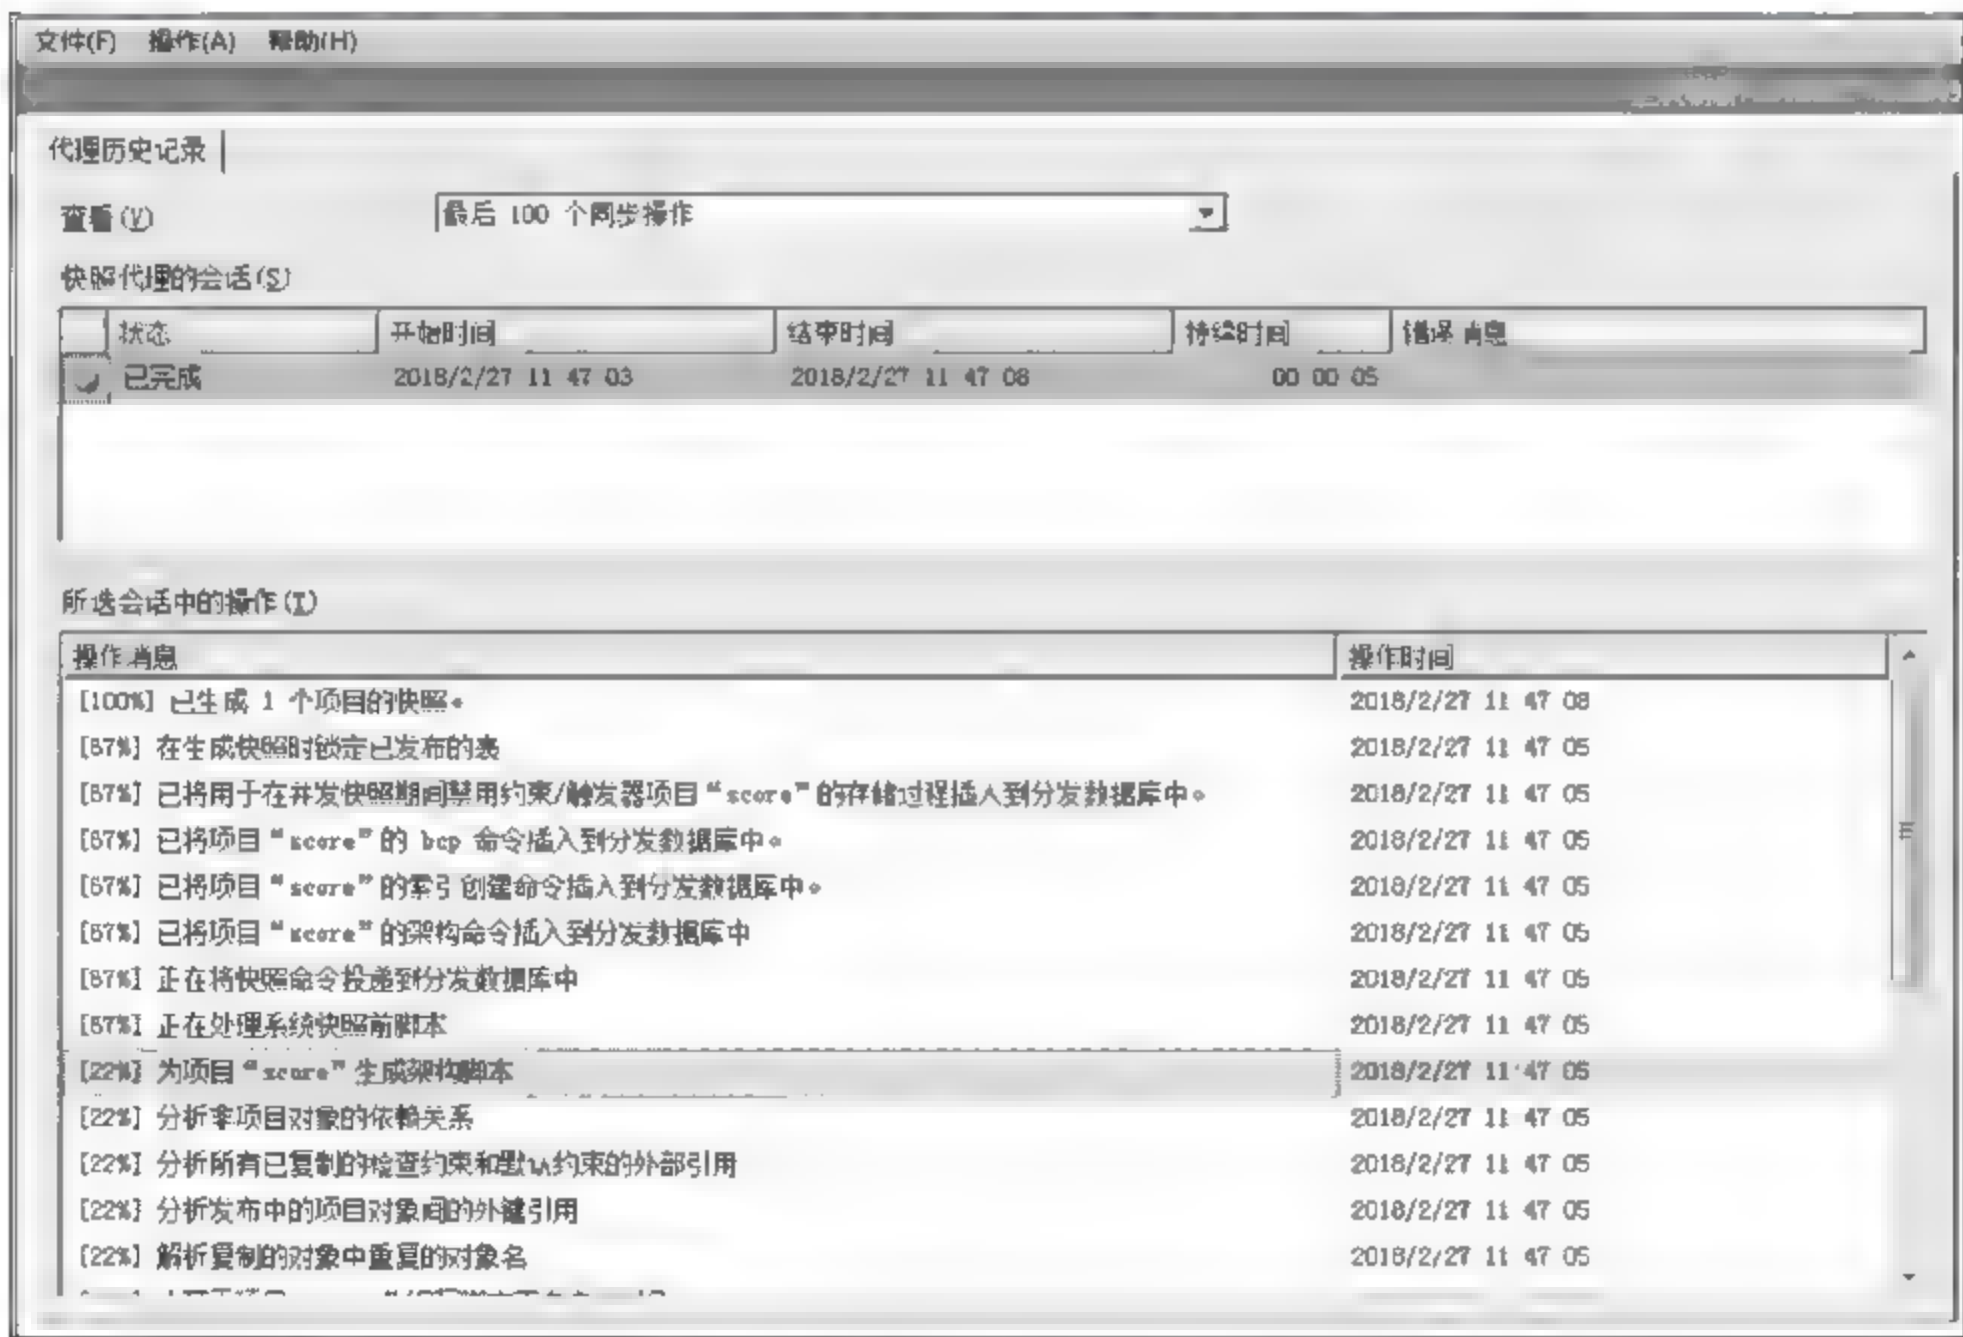 文件(F) 操作(A) 帮助(H)
代理历史记录
查看(V) 最后 100 个同步操作
快照代理的会话(S)
状态 开始时间 结束时间 持续时间 错误消息
已完成 2018/2/27 11 47 03 2018/2/27 11 47 08 00 00 05
所选会话中的操作(I)
操作消息 操作时间
[100%] 已生成 1 个项目的快照。 2018/2/27 11 47 08
[67%] 在生成快照时锁定已发布的表 2018/2/27 11 47 05
[67%] 已将用于在并发快照期间禁用约束/触发器项目“score”的存储过程插入到分发数据库中。 2018/2/27 11 47 05
[67%] 已将项目“score”的 bcp 命令插入到分发数据库中。 2018/2/27 11 47 05
[67%] 已将项目“score”的索引创建命令插入到分发数据库中。 2018/2/27 11 47 05
[67%] 已将项目“score”的架构命令插入到分发数据库中 2018/2/27 11 47 05
[67%] 正在将快照命令投递到分发数据库中 2018/2/27 11 47 05
[67%] 正在处理系统快照前脚本 2018/2/27 11 47 05
[22%] 为项目“score”生成架构脚本 2018/2/27 11 47 05
[22%] 分析非项目对象的依赖关系 2018/2/27 11 47 05
[22%] 分析所有已复制的检查约束和默认约束的外部引用 2018/2/27 11 47 05
[22%] 分析发布中的项目对象间的外键引用 2018/2/27 11 47 05
[22%] 解析复制的对象中重复的对象名 2018/2/27 11 47 05